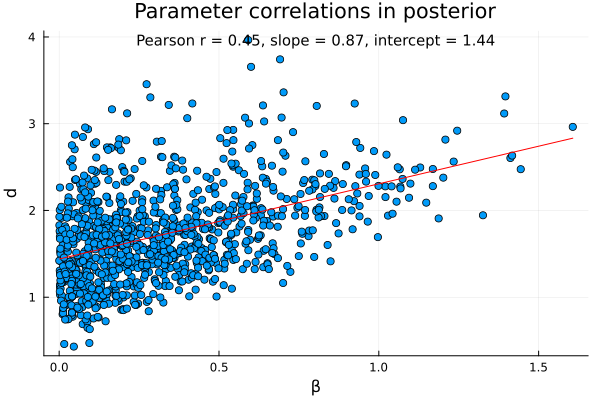 Parameter correlations in posterior
Pearson r = 0.45, slope = 0.87, intercept = 1.44
4
3
2
1
d
0.0 0.5 1.0 1.5
β